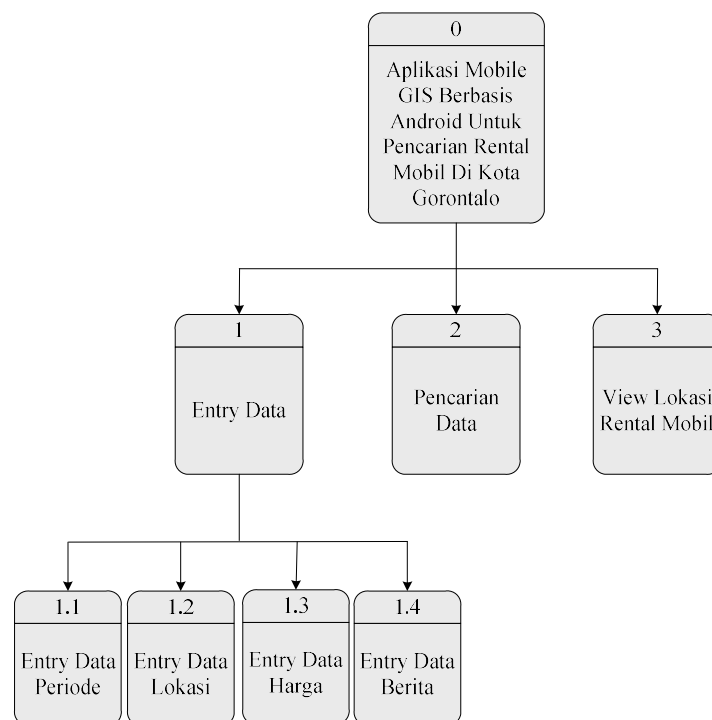 0
Aplikasi Mobile
GIS Berbasis
Android Untuk
Pencarian Rental
Mobil Di Kota
Gorontalo
1
Entry Data
2
Pencarian
Data
3
View Lokasi
Rental Mobil
1.1
Entry Data
Periode
1.2
Entry Data
Lokasi
1.3
Entry Data
Harga
1.4
Entry Data
Berita